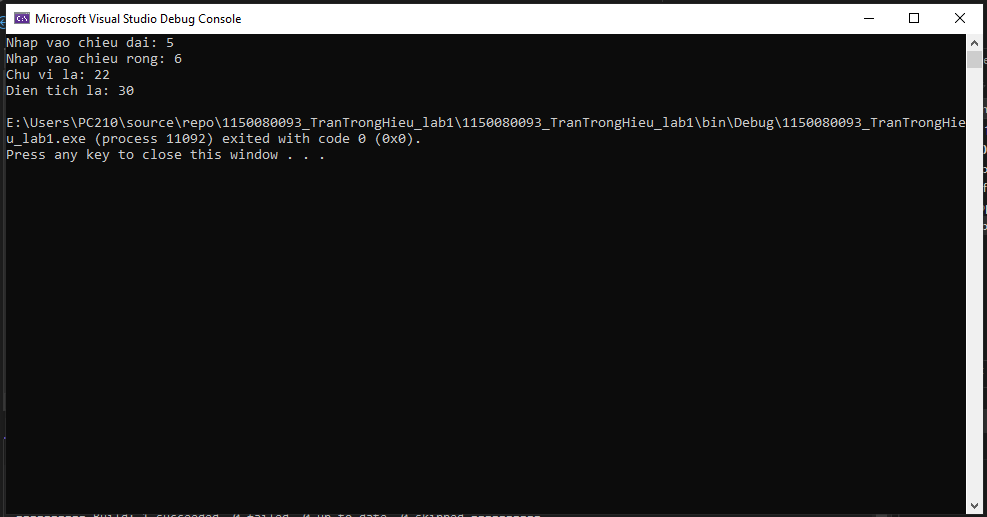 Microsoft Visual Studio Debug Console
Nhap vao chieu dai: 5
Nhap vao chieu rong: 6
Chu vi la: 22
Dien tich la: 30
E:\Users\PC210\source\repo\1150080093_TranTrongHieu_lab1\1150080093_TranTrongHieu_lab1\bin\Debug\1150080093_TranTrongHie
u_lab1.exe (process 11092) exited with code 0 (0x0).
Press any key to close this window . . .